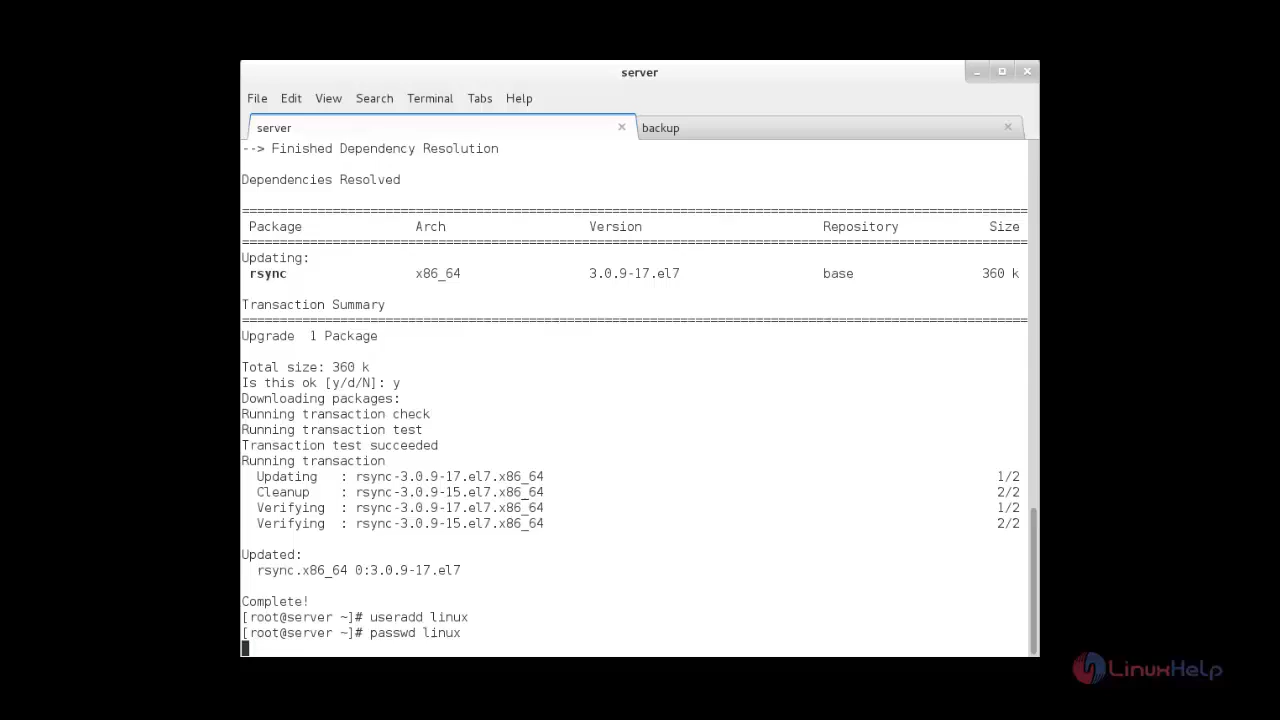 server
File Edit View Search Terminal Tabs Help
server backup
--> Finished Dependency Resolution
Dependencies Resolved
================================================================================
Package Arch Version Repository Size
================================================================================
Updating:
rsync x86_64 3.0.9-17.el7 base 360 k
Transaction Summary
================================================================================
Upgrade 1 Package
Total size: 360 k
Is this ok [y/d/N]: y
Downloading packages:
Running transaction check
Running transaction test
Transaction test succeeded
Running transaction
Updating : rsync-3.0.9-17.el7.x86_64 1/2
Cleanup : rsync-3.0.9-15.el7.x86_64 2/2
Verifying : rsync-3.0.9-17.el7.x86_64 1/2
Verifying : rsync-3.0.9-15.el7.x86_64 2/2
Updated:
rsync.x86_64 0:3.0.9-17.el7
Complete!
[root@server ~]# useradd linux
[root@server ~]# passwd linux
LinuxHelp